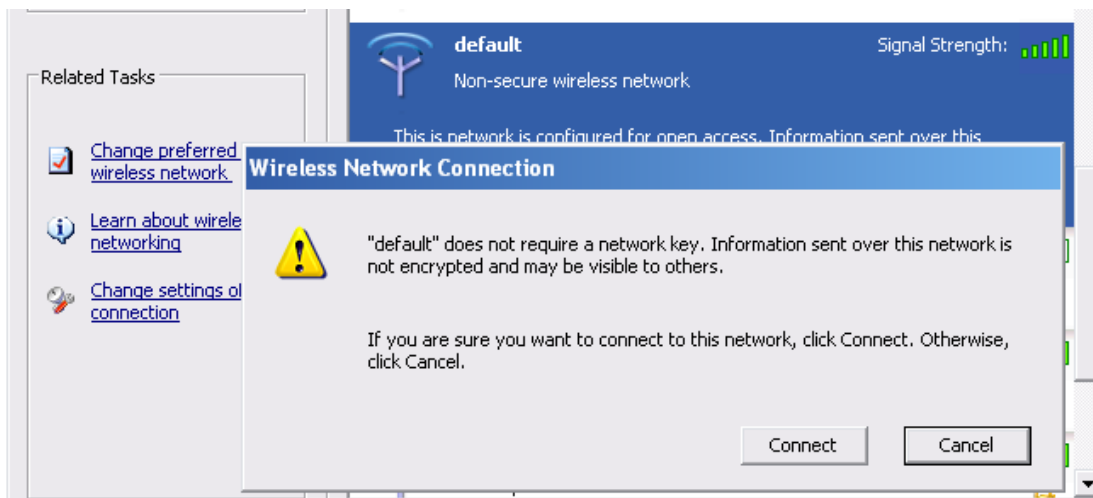 default
Signal Strength:
Non-secure wireless network
Related Tasks
This is network is configured for open access. Information sent over this
Change preferred
wireless network
Learn about wirele
networking
Change settings of
connection
Wireless Network Connection
"default" does not require a network key. Information sent over this network is
not encrypted and may be visible to others.
If you are sure you want to connect to this network, click Connect. Otherwise,
click Cancel.
Connect
Cancel